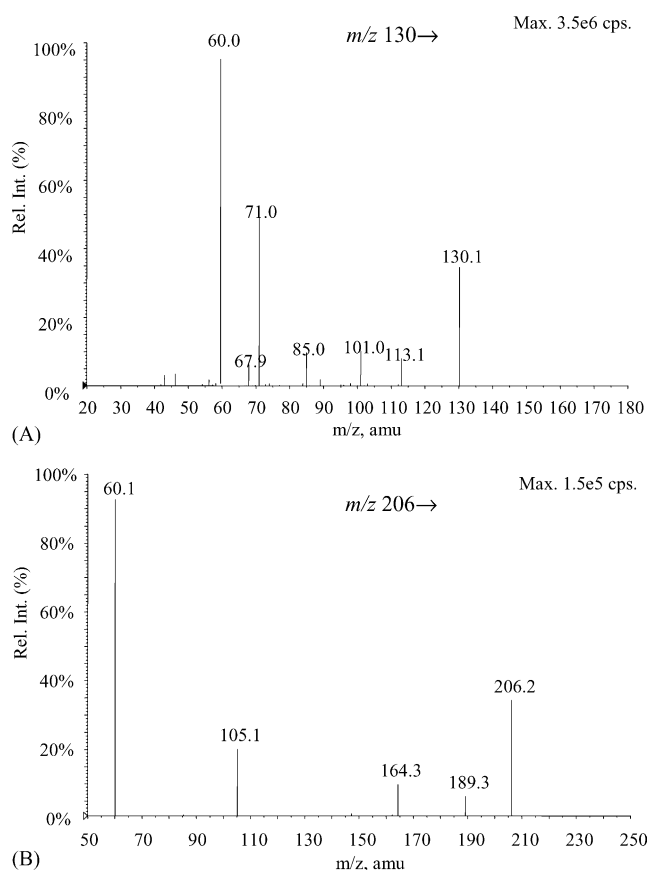 Max. 3.5e6 cps.
m/z 130→
Rel. Int. (%)
100%
80%
60%
40%
20%
0%
60.0
71.0
67.9
85.0
101.0
113.1
130.1
20 30 40 50 60 70 80 90 100 110 120 130 140 150 160 170 180
m/z, amu
(A)
Max. 1.5e5 cps.
m/z 206→
Rel. Int. (%)
100%
80%
60%
40%
20%
0%
60.1
105.1
164.3
189.3
206.2
50 70 90 110 130 150 170 190 210 230 250
m/z, amu
(B)